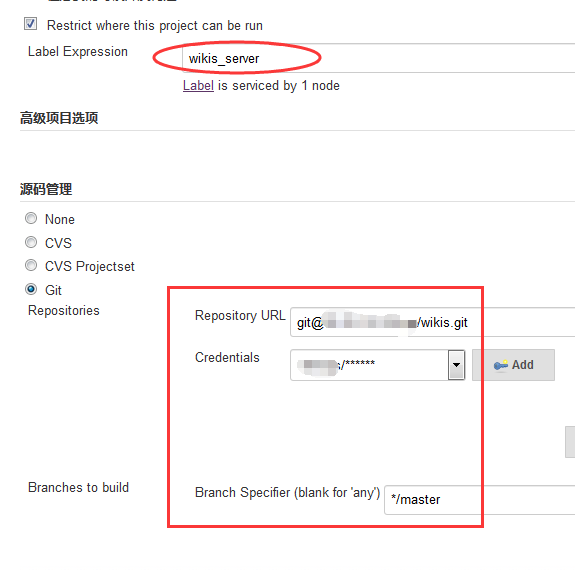 Restrict where this project can be run
Label Expression
wikis_server
Label is serviced by 1 node
高级项目选项
源码管理
None
CVS
CVS Projectset
Git
Repositories
Repository URL
git@ /wikis.git
Credentials
s/******
Add
Branches to build
Branch Specifier (blank for 'any')
*/master